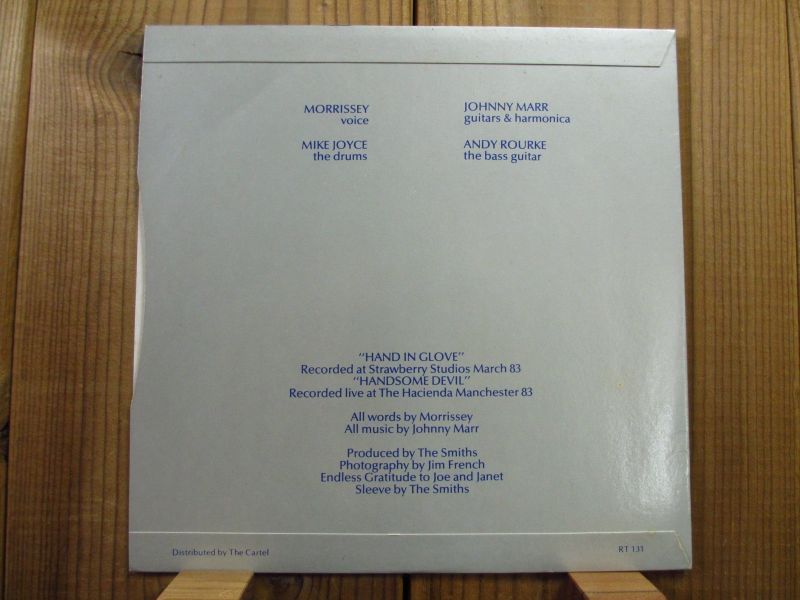 MORRISSEY
voice
JOHNNY MARR
guitars & harmonica
MIKE JOYCE
the drums
ANDY ROURKE
the bass guitar
"HAND IN GLOVE"
Recorded at Strawberry Studios March 83
"HANDSOME DEVIL"
Recorded live at The Hacienda Manchester 83
All words by Morrissey
All music by Johnny Marr
Produced by The Smiths
Photography by Jim French
Endless Gratitude to Joe and Janet
Sleeve by The Smiths
Distributed by The Cartel
RT 131